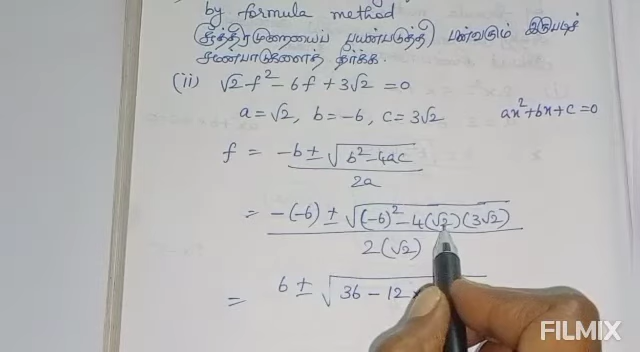 by formula method
(சூத்திரமுறையைப் பயன்படுத்தி) பின்வரும் இருபடிச்
சமன்பாடுகளைத் தீர்க்க.
(ii) √2 f² - 6f + 3√2 = 0
a = √2, b = -6, c = 3√2 ax² + bx + c = 0
f = -b ± √(b² - 4ac) / 2a
= -(-6) ± √((-6)² - 4(√2)(3√2)) / 2(√2)
= 6 ± √(36 - 12
FILMIX